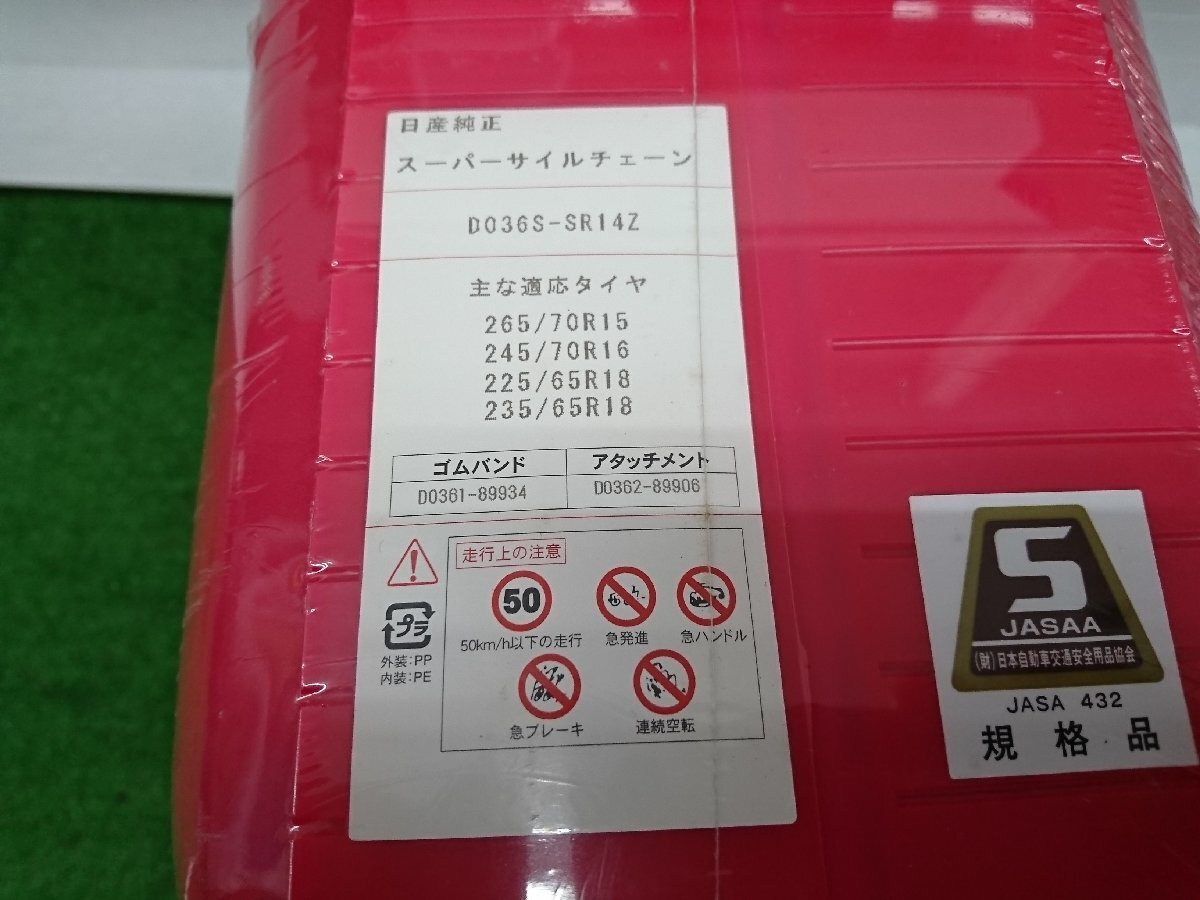 日産純正
スーパーサイルチェーン
D036S-SR14Z
主な適応タイヤ
265/70R15
245/70R16
225/65R18
235/65R18
ゴムバンド
アタッチメント
D0361-89934
D0362-89906
走行上の注意
50
50km/h以下の走行
急発進
急ハンドル
プラ
外装:PP
内装:PE
急ブレーキ
連続空転
S
JASAA
(財)日本自動車交通安全用品協会
JASA 432
規格品